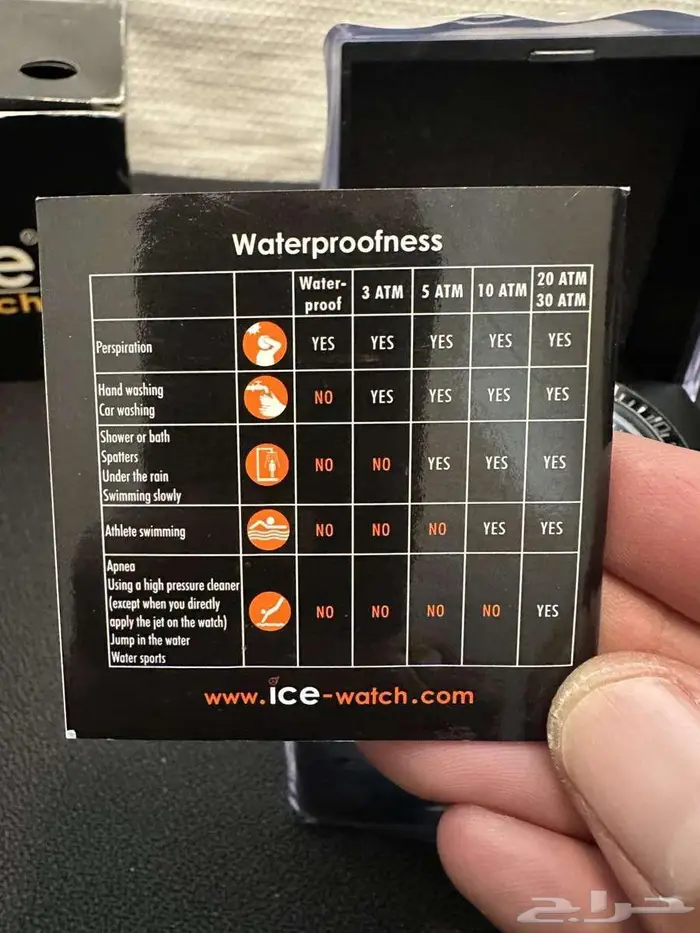 e®
ch
Waterproofness
Water-proof 3 ATM 5 ATM 10 ATM 20 ATM 30 ATM
Perspiration YES YES YES YES YES
Hand washing
Car washing
NO YES YES YES YES
Shower or bath
Spatters
Under the rain
Swimming slowly
NO NO YES YES YES
Athlete swimming NO NO NO YES YES
Apnea
Using a high pressure cleaner
(except when you directly
apply the jet on the watch)
Jump in the water
Water sports
NO NO NO NO YES
www.ice-watch.com
حراج